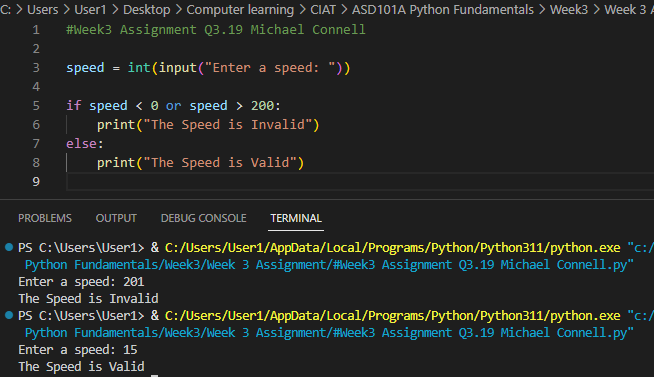 C: > Users > User1 > Desktop > Computer learning > CIAT > ASD101A Python Fundamentals > Week3 > Week 3 A
1 #Week3 Assignment Q3.19 Michael Connell
2
3 speed = int(input("Enter a speed: "))
4
5 if speed < 0 or speed > 200:
6     print("The Speed is Invalid")
7 else:
8     print("The Speed is Valid")
9
PROBLEMS OUTPUT DEBUG CONSOLE TERMINAL
PS C:\Users\User1> & C:/Users/User1/AppData/Local/Programs/Python/Python311/python.exe "c:/
Python Fundamentals/Week3/Week 3 Assignment/#Week3 Assignment Q3.19 Michael Connell.py"
Enter a speed: 201
The Speed is Invalid
PS C:\Users\User1> & C:/Users/User1/AppData/Local/Programs/Python/Python311/python.exe "c:/
Python Fundamentals/Week3/Week 3 Assignment/#Week3 Assignment Q3.19 Michael Connell.py"
Enter a speed: 15
The Speed is Valid